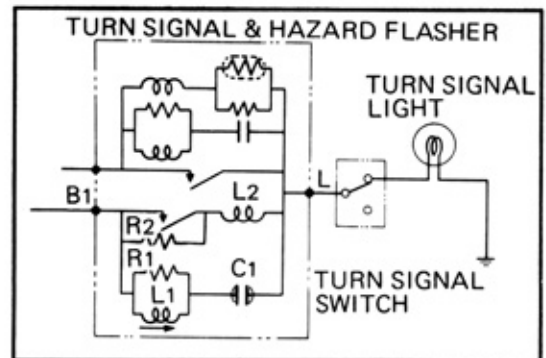 TURN SIGNAL & HAZARD FLASHER
TURN SIGNAL
LIGHT
B1
L2
L
R2
R1
L1
C1
TURN SIGNAL
SWITCH